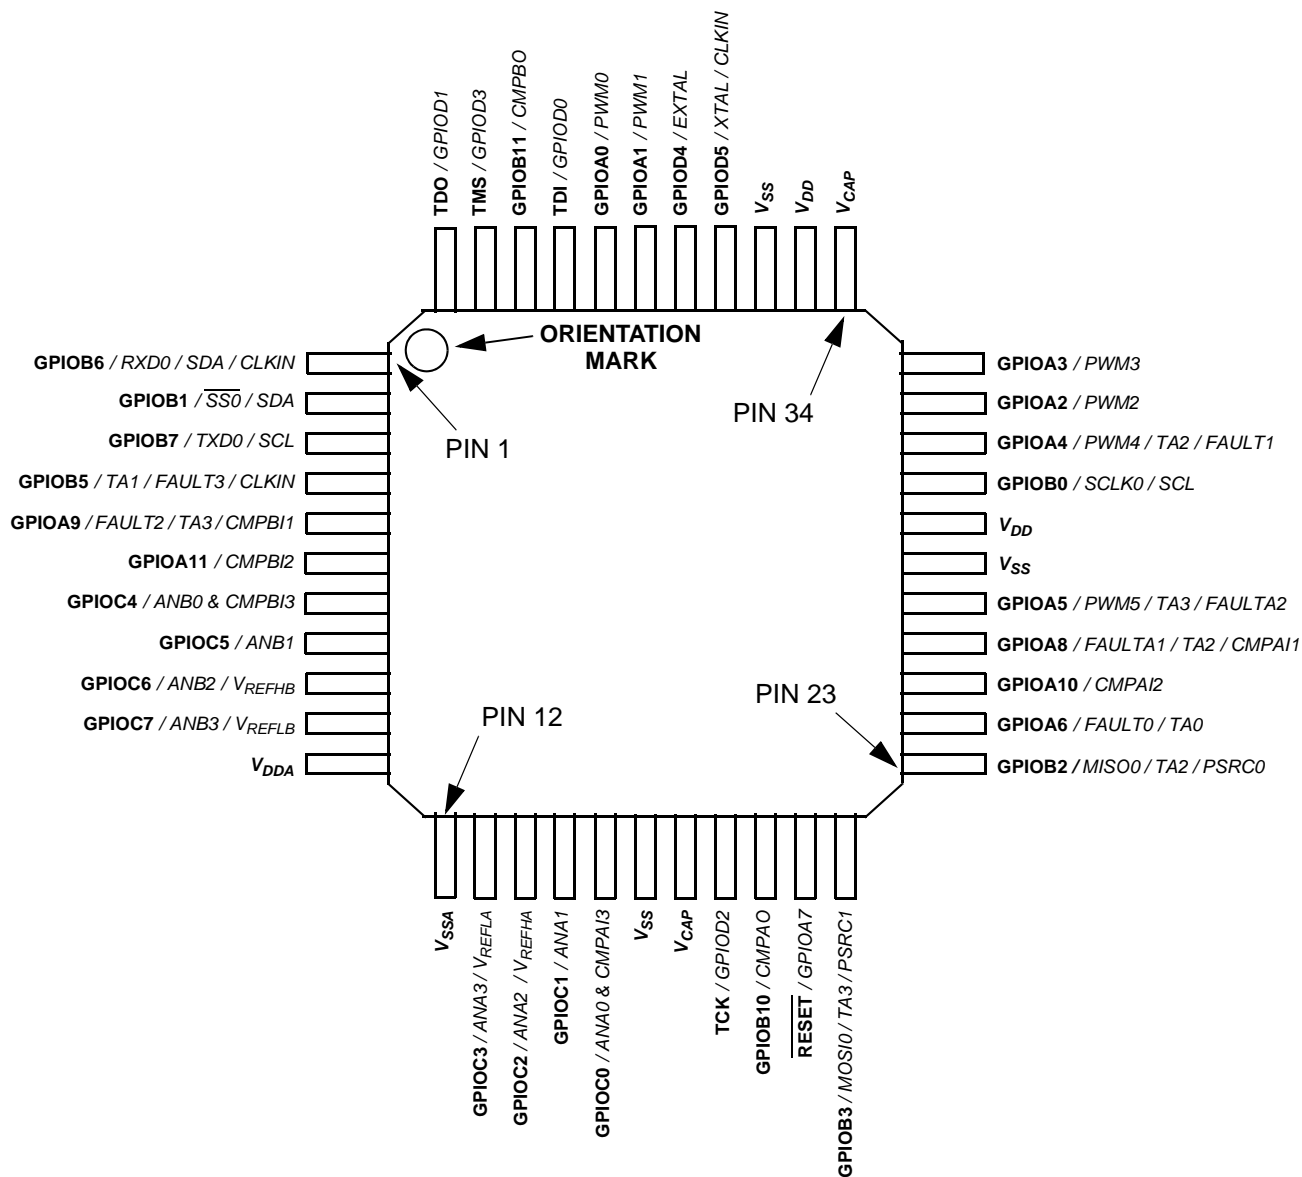 TDO / GPIOD1
TMS / GPIOD3
GPIOB11 / CMPBO
TDI / GPIOD0
GPIOA0 / PWM0
GPIOA1 / PWM1
GPIOD4 / EXTAL
GPIOD5 / XTAL / CLKIN
VSS
VDD
VCAP
ORIENTATION
MARK
PIN 1
PIN 34
PIN 12
PIN 23
GPIOB6 / RXD0 / SDA / CLKIN
GPIOB1 / S̅S̅0̅ / SDA
GPIOB7 / TXD0 / SCL
GPIOB5 / TA1 / FAULT3 / CLKIN
GPIOA9 / FAULT2 / TA3 / CMPBI1
GPIOA11 / CMPBI2
GPIOC4 / ANB0 & CMPBI3
GPIOC5 / ANB1
GPIOC6 / ANB2 / VREFHB
GPIOC7 / ANB3 / VREFLB
VDDA
GPIOA3 / PWM3
GPIOA2 / PWM2
GPIOA4 / PWM4 / TA2 / FAULT1
GPIOB0 / SCLK0 / SCL
VDD
VSS
GPIOA5 / PWM5 / TA3 / FAULTA2
GPIOA8 / FAULTA1 / TA2 / CMPAI1
GPIOA10 / CMPAI2
GPIOA6 / FAULT0 / TA0
GPIOB2 / MISO0 / TA2 / PSRC0
VSSA
GPIOC3 / ANA3 / VREFLA
GPIOC2 / ANA2 / VREFHA
GPIOC1 / ANA1
GPIOC0 / ANA0 & CMPAI3
VSS
VCAP
TCK / GPIOD2
GPIOB10 / CMPAO
R̅E̅S̅E̅T̅ / GPIOA7
GPIOB3 / MOSI0 / TA3 / PSRC1